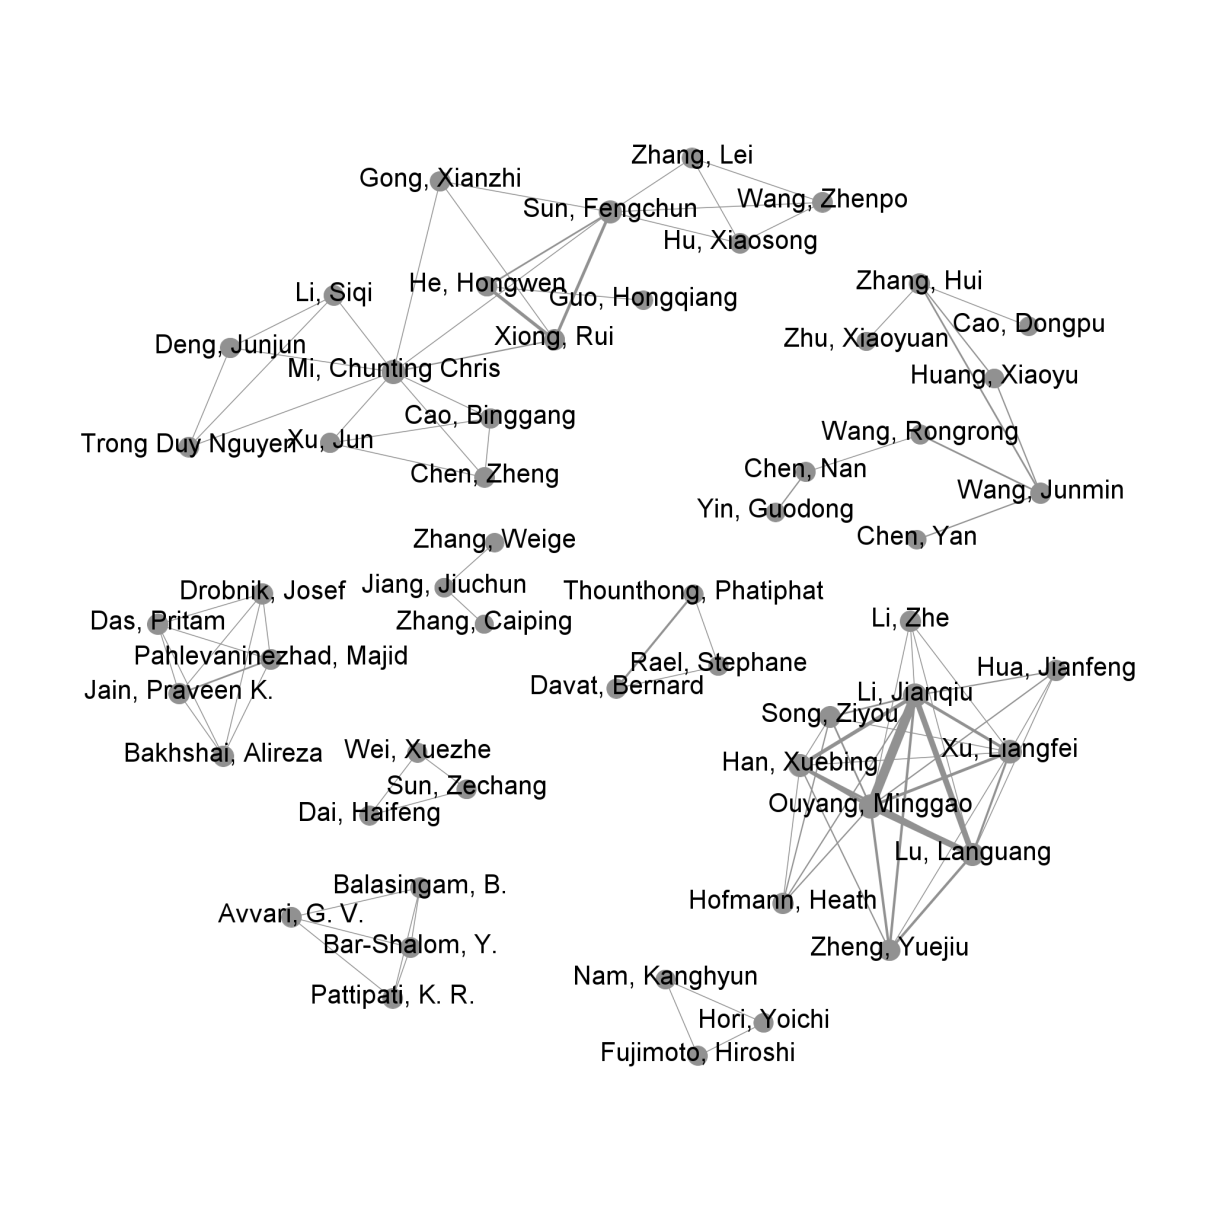 Zhang, Lei
Gong, Xianzhi
Wang, Zhenpo
Sun, Fengchun
Hu, Xiaosong
Zhang, Hui
He, Hongwen
Li, Siqi
Guo, Hongqiang
Cao, Dongpu
Xiong, Rui
Zhu, Xiaoyuan
Deng, Junjun
Mi, Chunting Chris
Huang, Xiaoyu
Cao, Binggang
Wang, Rongrong
Xu, Jun
Trong Duy Nguyen
Chen, Nan
Chen, Zheng
Wang, Junmin
Yin, Guodong
Chen, Yan
Zhang, Weige
Jiang, Jiuchun
Drobnik, Josef
Thounthong, Phatiphat
Li, Zhe
Das, Pritam
Zhang, Caiping
Pahlevaninezhad, Majid
Rael, Stephane
Hua, Jianfeng
Davat, Bernard
Jain, Praveen K.
Li, Jianqiu
Song, Ziyou
Xu, Liangfei
Wei, Xuezhe
Bakhshai, Alireza
Han, Xuebing
Sun, Zechang
Ouyang, Minggao
Dai, Haifeng
Lu, Languang
Balasingam, B.
Hofmann, Heath
Avvari, G. V.
Bar-Shalom, Y.
Zheng, Yuejiu
Nam, Kanghyun
Pattipati, K. R.
Hori, Yoichi
Fujimoto, Hiroshi